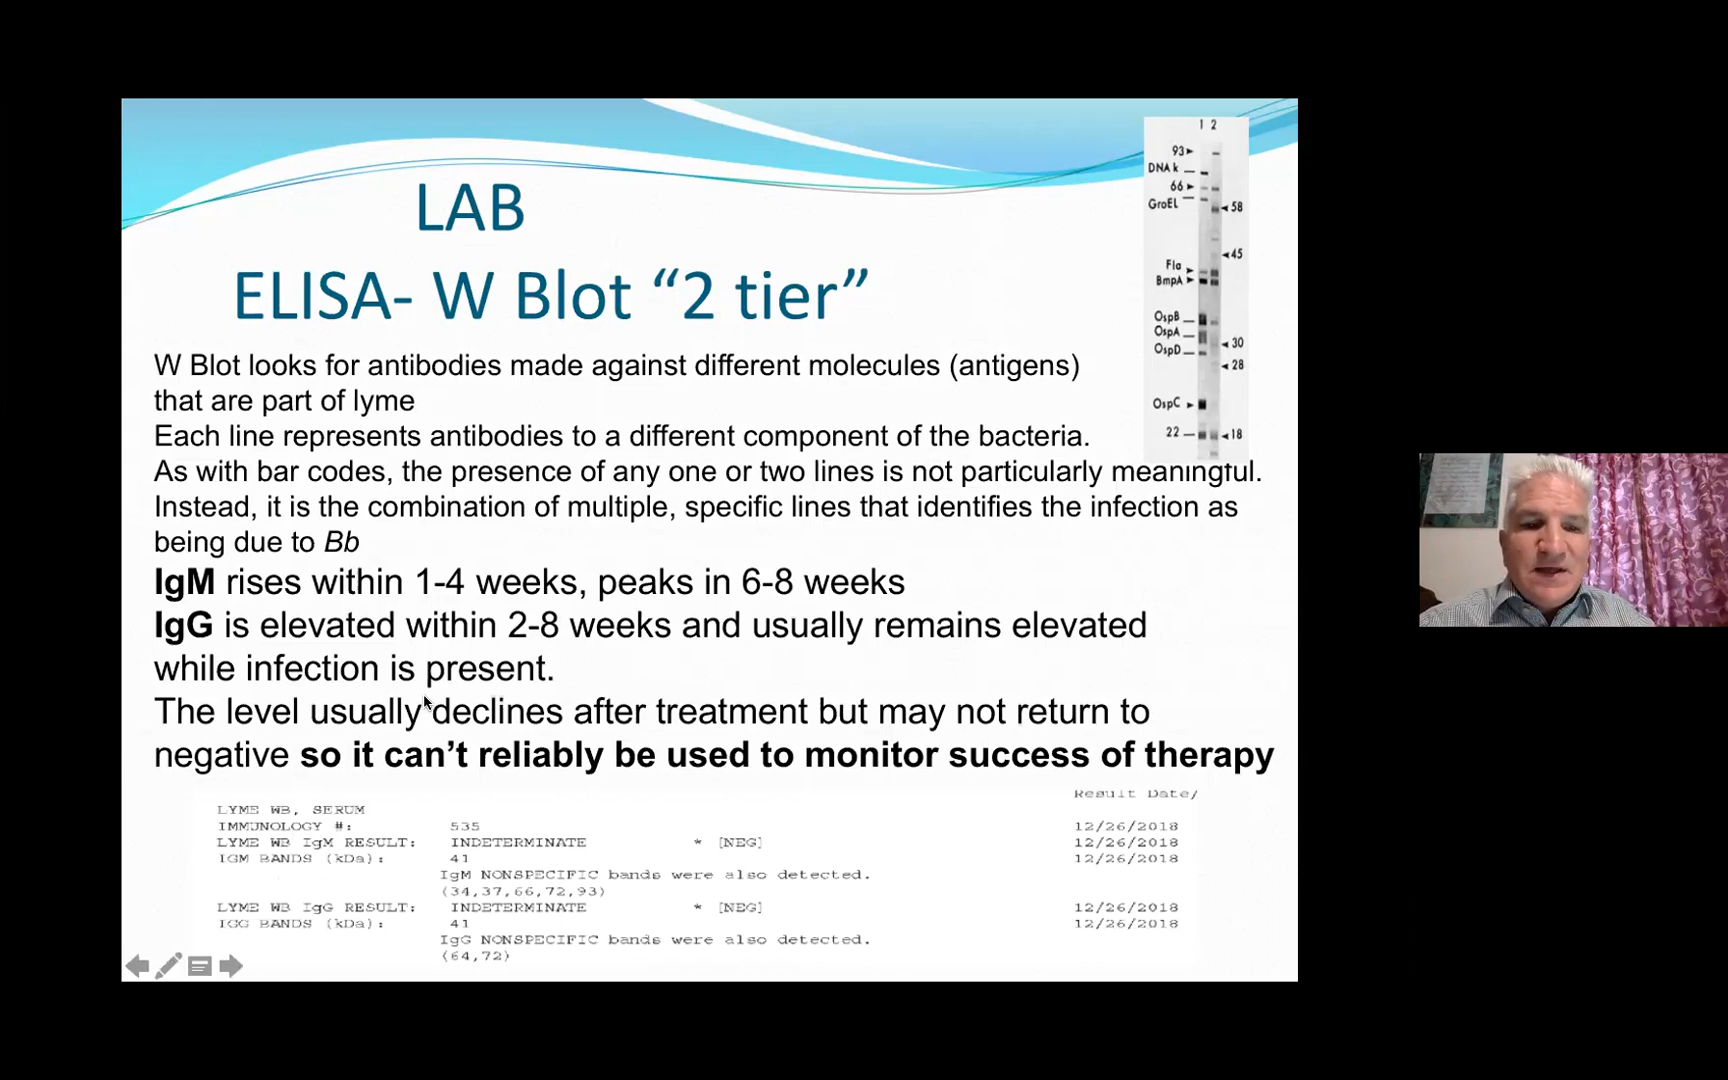 LAB
ELISA- W Blot “2 tier”
W Blot looks for antibodies made against different molecules (antigens)
that are part of lyme
Each line represents antibodies to a different component of the bacteria.
As with bar codes, the presence of any one or two lines is not particularly meaningful.
Instead, it is the combination of multiple, specific lines that identifies the infection as
being due to Bb
IgM rises within 1-4 weeks, peaks in 6-8 weeks
IgG is elevated within 2-8 weeks and usually remains elevated
while infection is present.
The level usually declines after treatment but may not return to
negative so it can’t reliably be used to monitor success of therapy
1 2
93
DNA k
66
GroEL
58
45
Fla
BmpA
OspB
OspA
OspD
30
28
OspC
22
18
Result Date/
LYME WB, SERUM
IMMUNOLOGY #: 535 12/26/2018
LYME WB IgM RESULT: INDETERMINATE * [NEG] 12/26/2018
IGM BANDS (kDa): 41 12/26/2018
IgM NONSPECIFIC bands were also detected.
(34,37,66,72,93)
LYME WB IgG RESULT: INDETERMINATE * [NEG] 12/26/2018
IGG BANDS (kDa): 41 12/26/2018
IgG NONSPECIFIC bands were also detected.
(64,72)